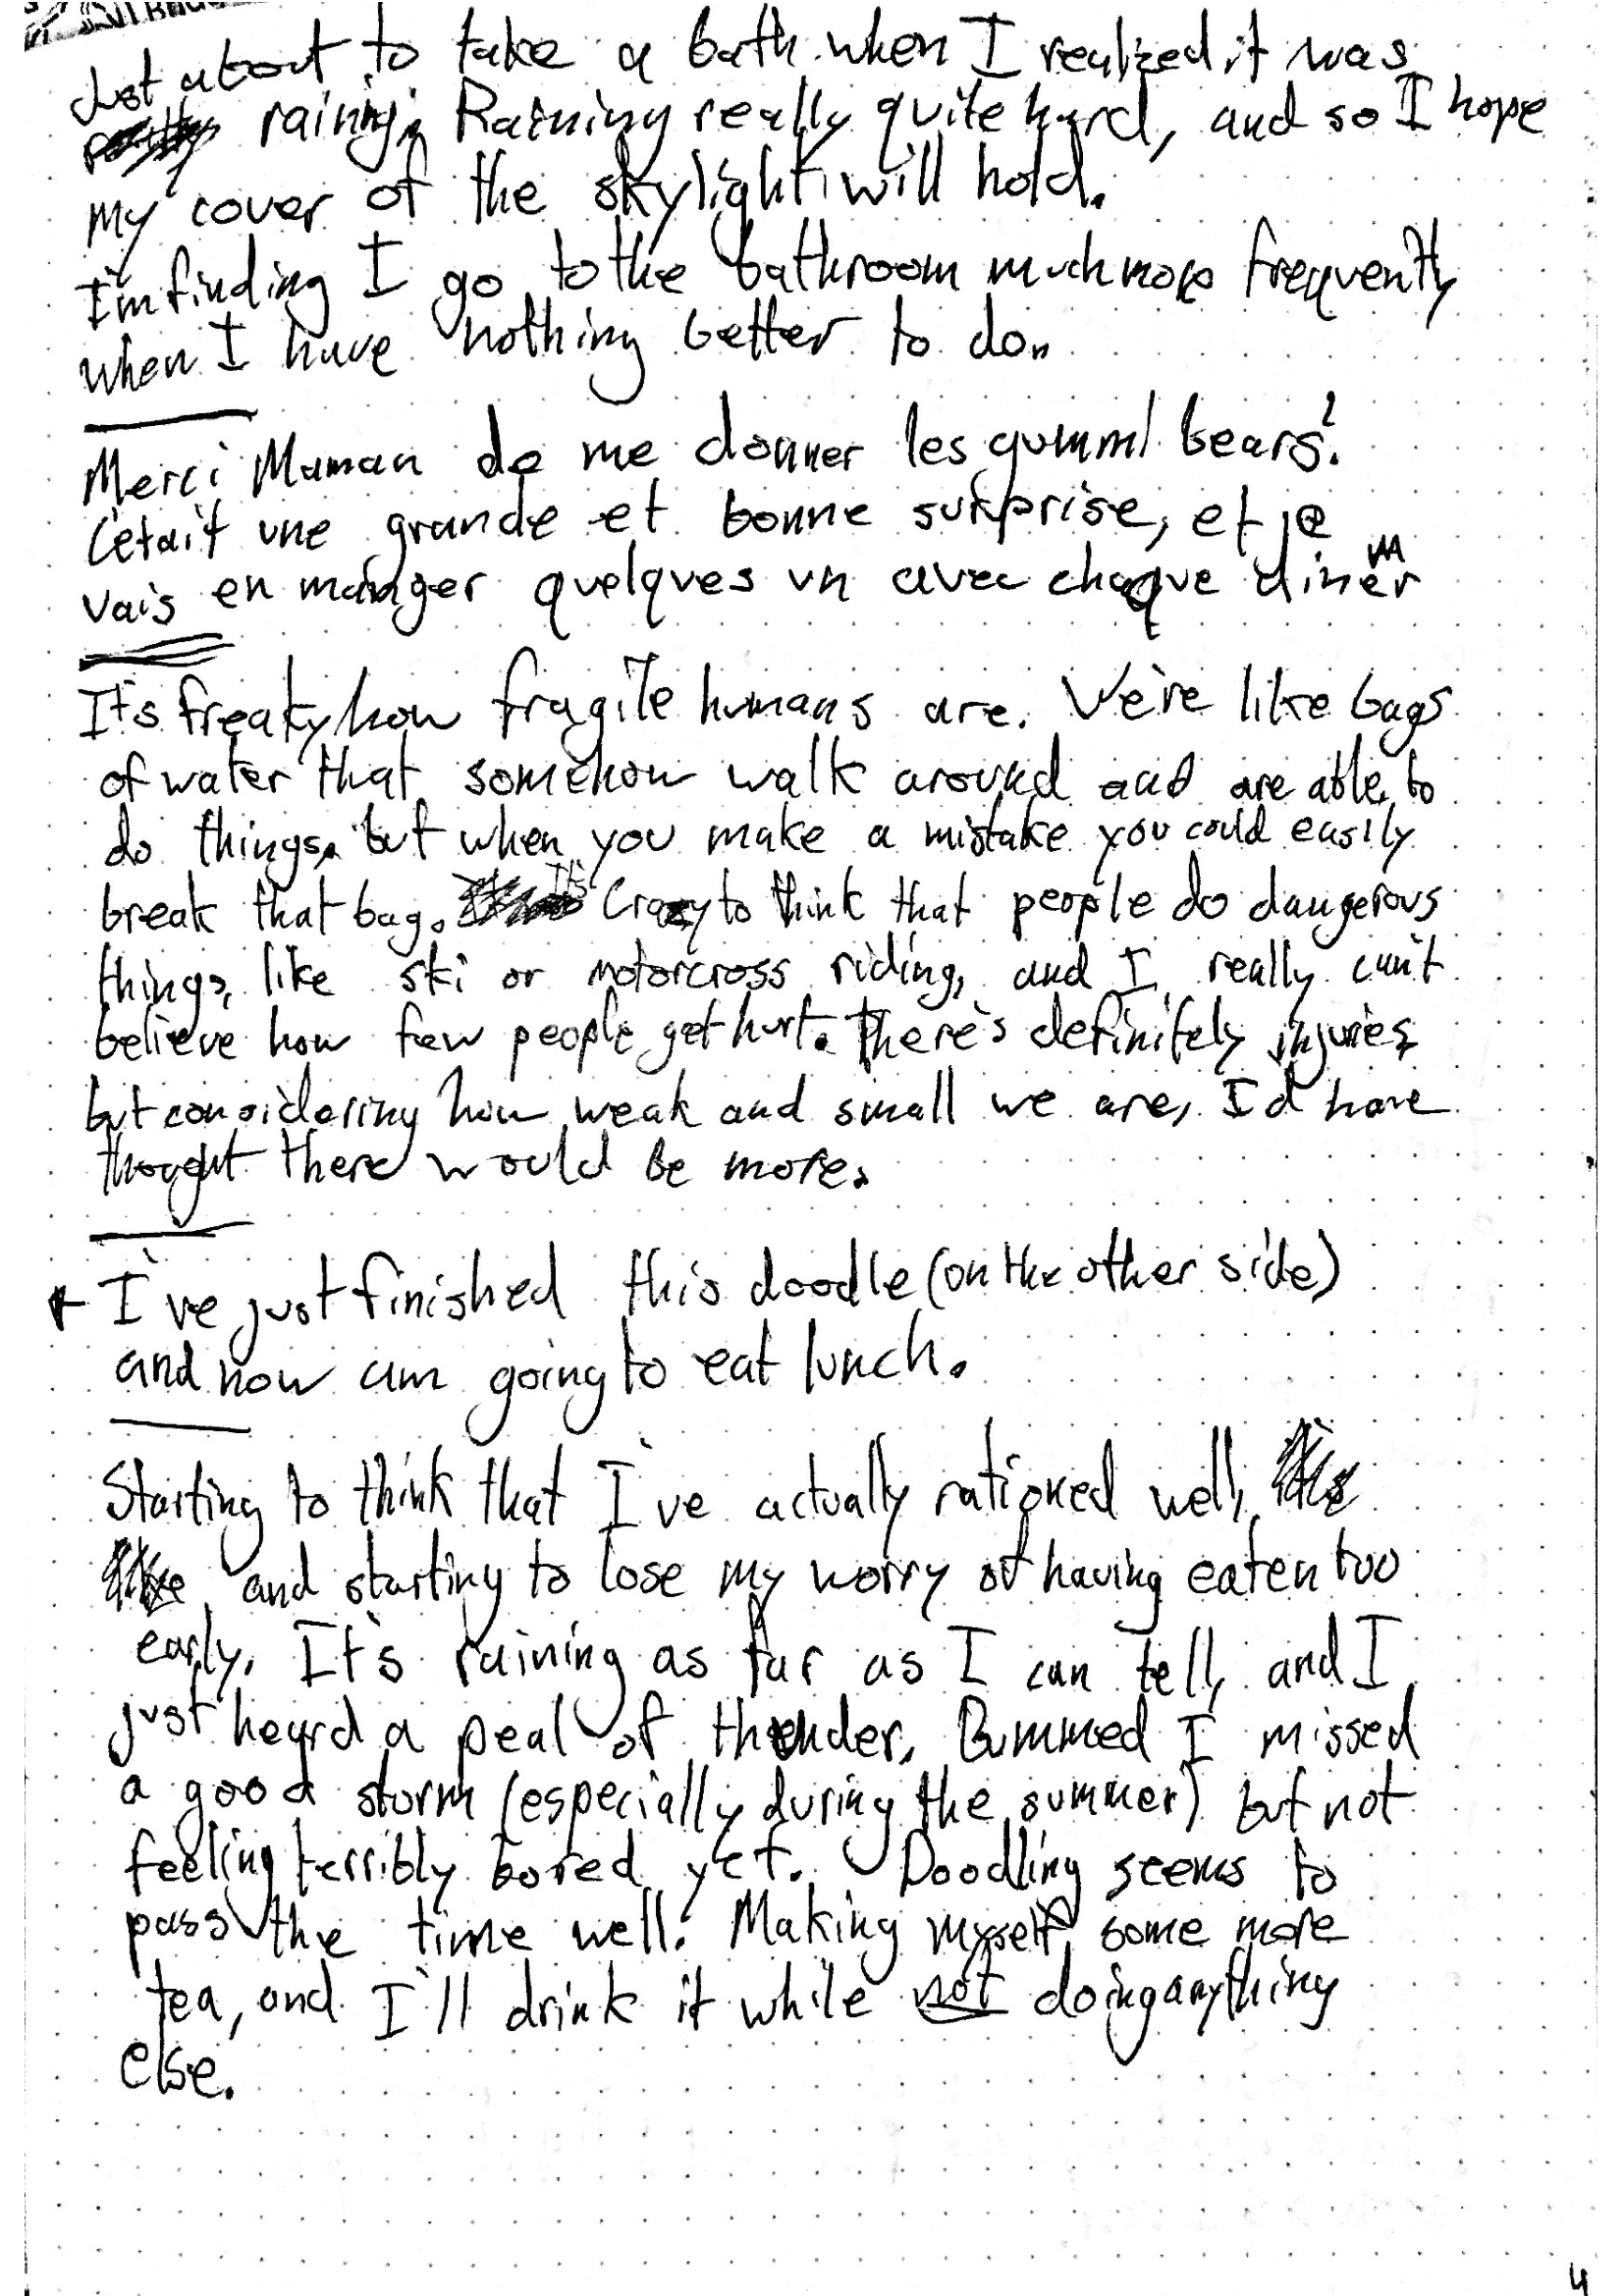 Just about to take a bath when I realized it was
raining. Raining really quite hard, and so I hope
my cover of the skylight will hold.
I'm finding I go to the bathroom much more frequently
when I have nothing better to do.
Merci Maman de me donner les gummi bears!
C'était une grande et bonne surprise, et je
vais en manger quelques un avec chaque diner
It's freaky how fragile humans are. We're like bags
of water that somehow walk around and are able to
do things, but when you make a mistake you could easily
break that bag. It's Crazy to think that people do dangerous
things, like ski or motorcross riding, and I really can't
believe how few people get hurt. There's definitely injuries
but considering how weak and small we are, I'd have
thought there would be more.
I've just finished this doodle (on the other side)
and now am going to eat lunch.
Starting to think that I've actually rationed well,
and starting to lose my worry of having eaten too
early. It's raining as far as I can tell, and I
just heard a peal of thunder. Bummed I missed
a good storm (especially during the summer) but not
feeling terribly bored yet. Doodling seems to
pass the time well. Making myself some more
tea, and I'll drink it while not doing anything
else.
4